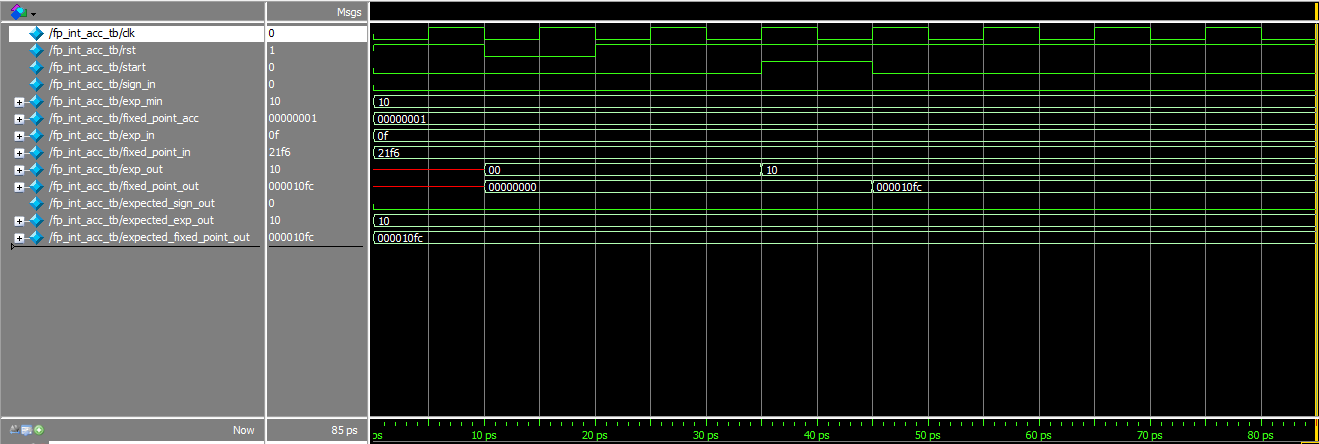 Msgs
/fp_int_acc_tb/clk 0
/fp_int_acc_tb/rst 1
/fp_int_acc_tb/start 0
/fp_int_acc_tb/sign_in 0
/fp_int_acc_tb/exp_min 10 10
/fp_int_acc_tb/fixed_point_acc 00000001 00000001
/fp_int_acc_tb/exp_in 0f 0f
/fp_int_acc_tb/fixed_point_in 21f6 21f6
/fp_int_acc_tb/exp_out 10 00 10
/fp_int_acc_tb/fixed_point_out 000010fc 00000000 000010fc
/fp_int_acc_tb/expected_sign_out 0
/fp_int_acc_tb/expected_exp_out 10 10
/fp_int_acc_tb/expected_fixed_point_out 000010fc 000010fc
Now 85 ps ps 10 ps 20 ps 30 ps 40 ps 50 ps 60 ps 70 ps 80 ps